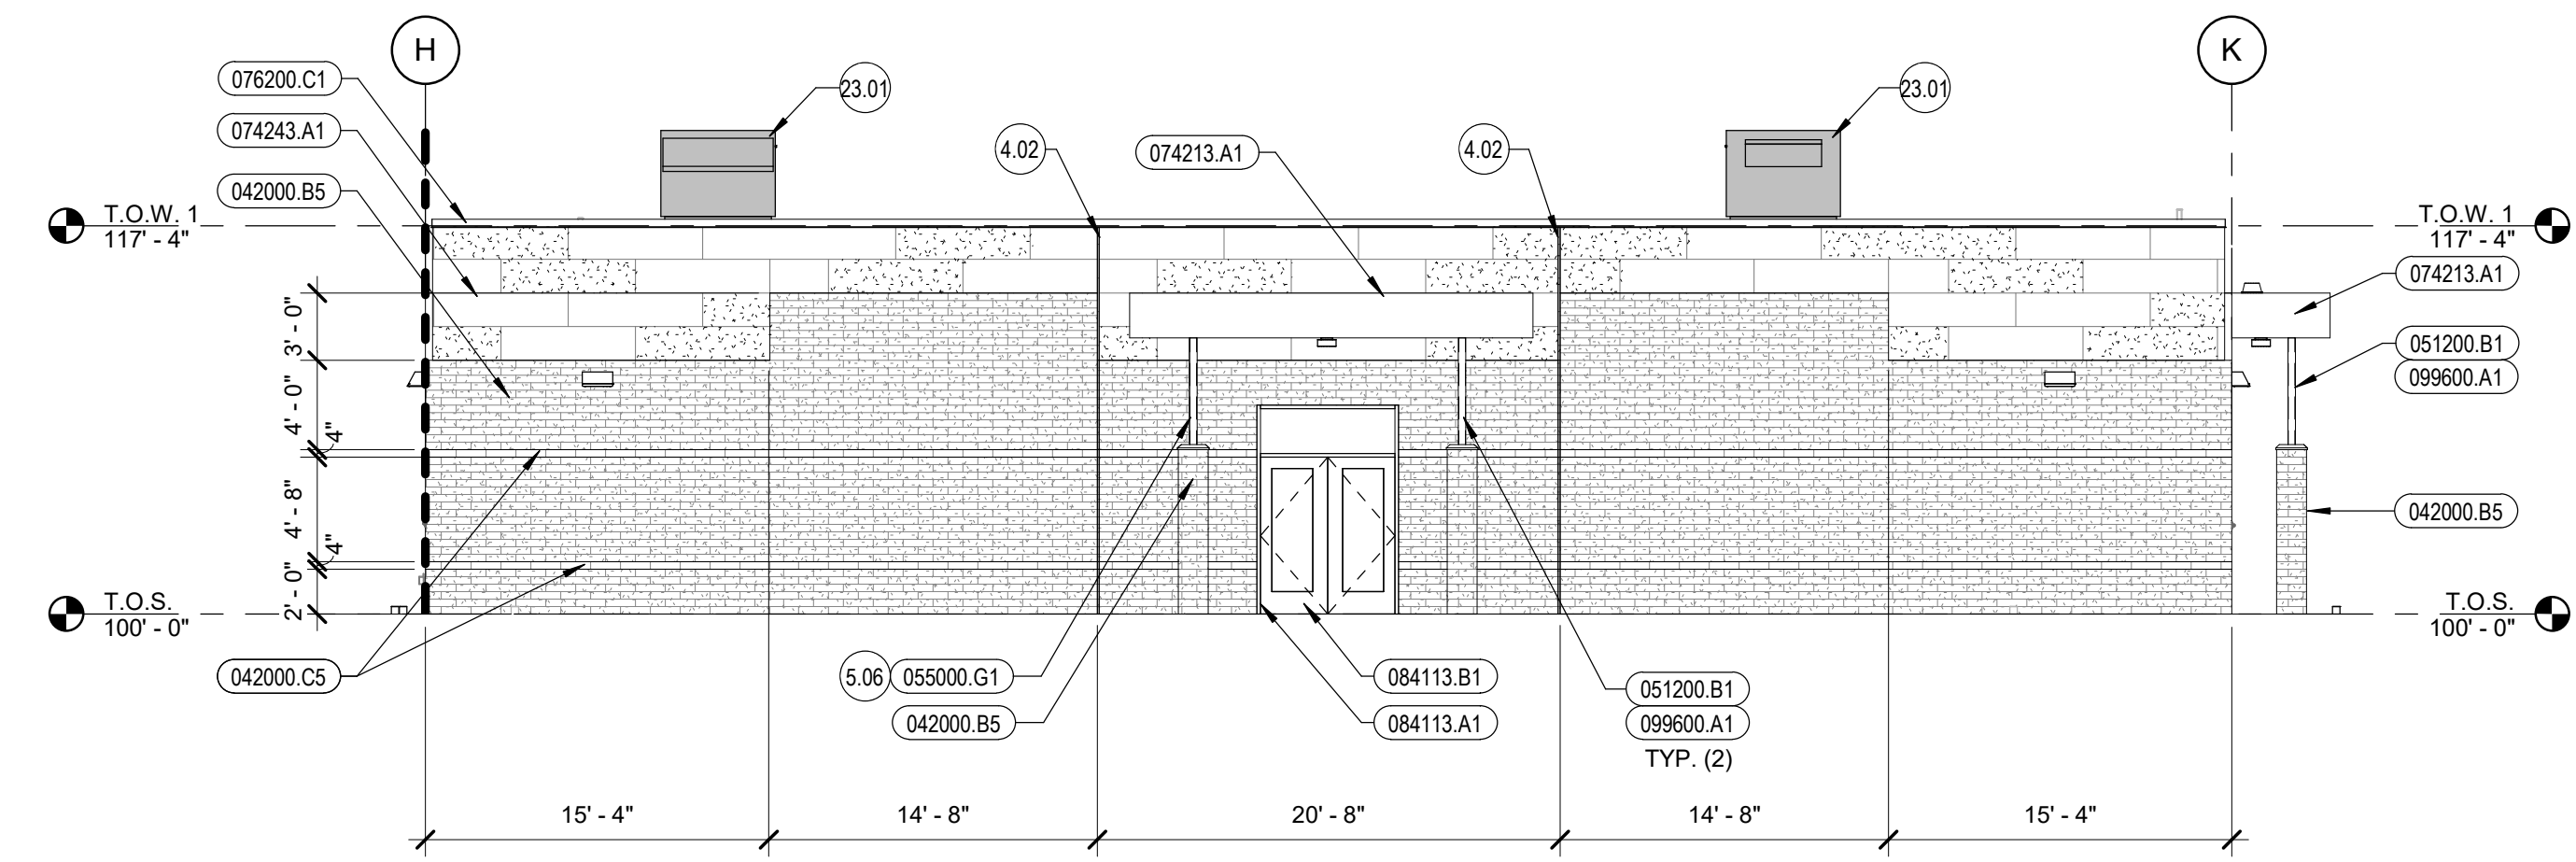 H
K
076200.C1
23.01
23.01
074243.A1
4.02
074213.A1
4.02
042000.B5
T.O.W. 1
117' - 4"
T.O.W. 1
117' - 4"
074213.A1
3' - 0"
051200.B1
099600.A1
4' - 0"
4"
4' - 8"
042000.B5
4"
2' - 0"
T.O.S.
100' - 0"
T.O.S.
100' - 0"
042000.C5
5.06 055000.G1
084113.B1
051200.B1
042000.B5
084113.A1
099600.A1
TYP. (2)
15' - 4"
14' - 8"
20' - 8"
14' - 8"
15' - 4"